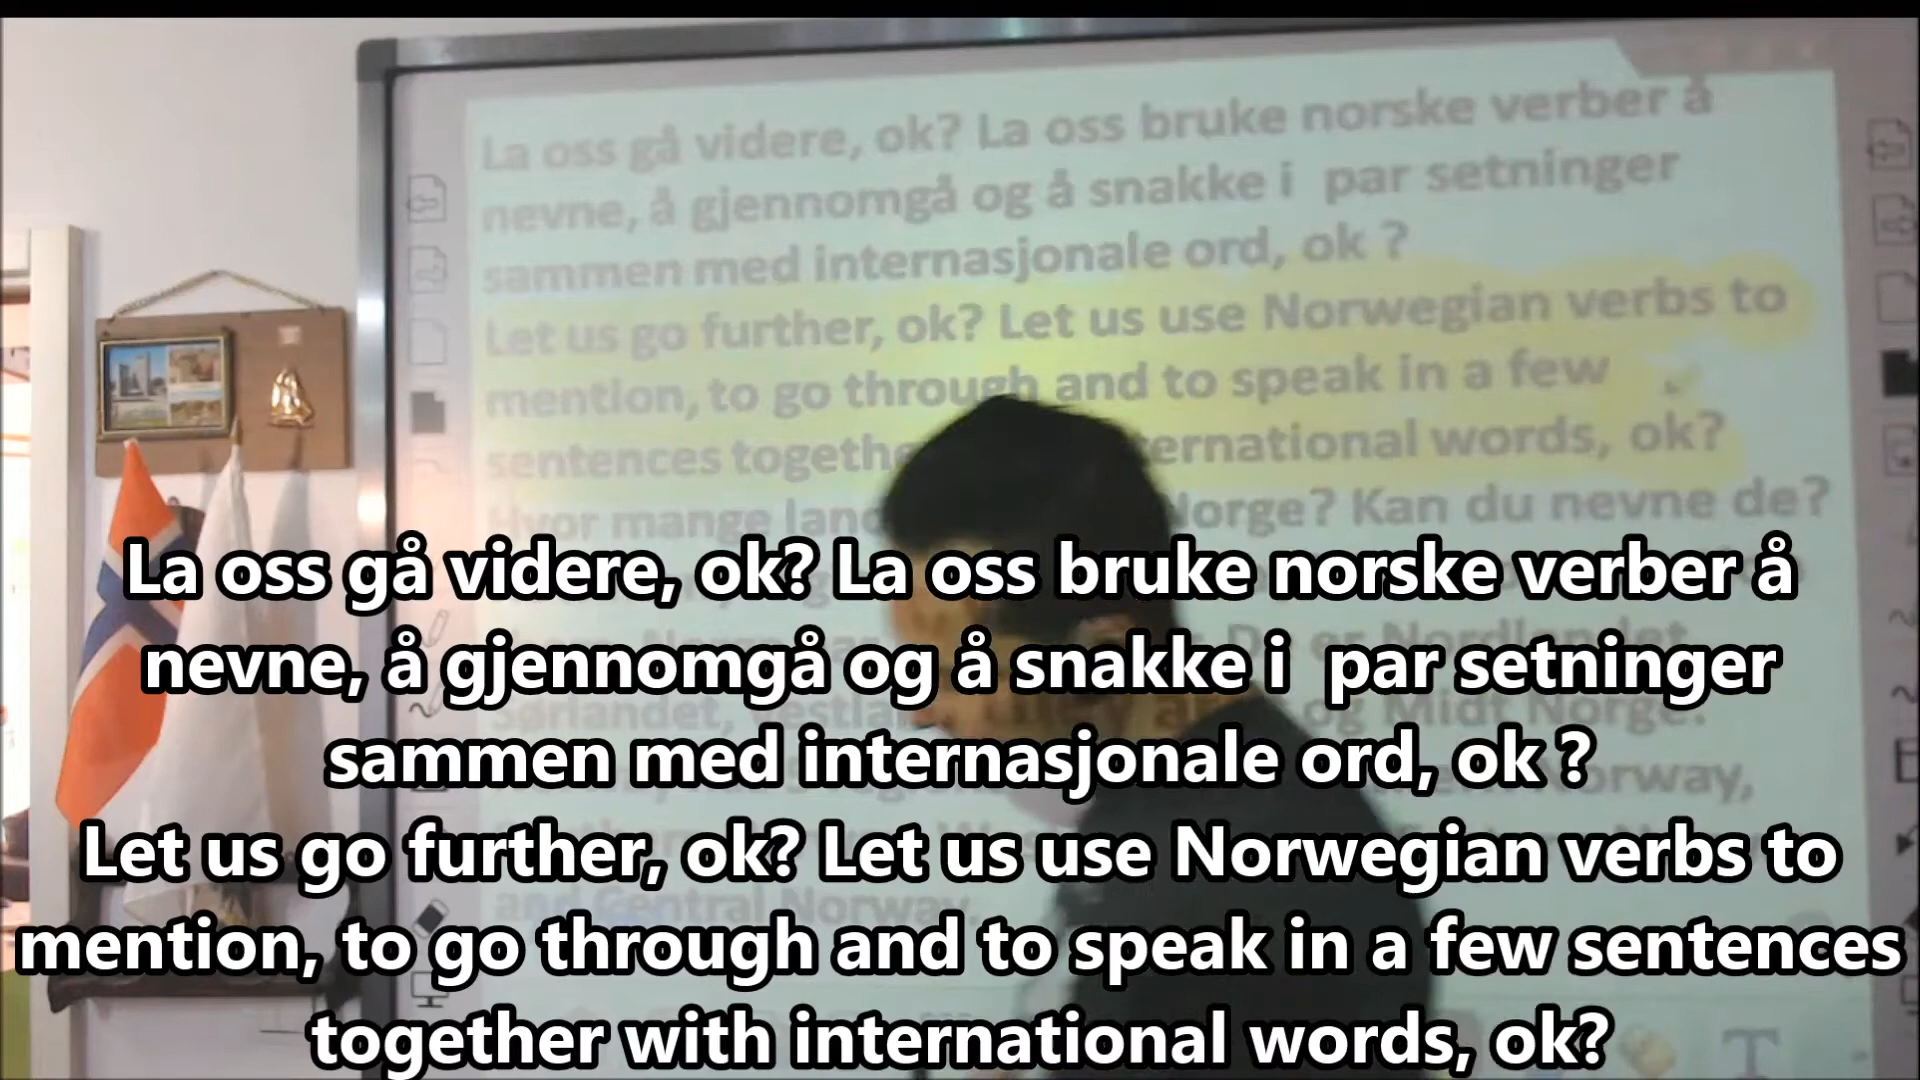 La oss gå videre, ok? La oss bruke norske verber å
nevne, å gjennomgå og å snakke i par setninger
sammen med internasjonale ord, ok ?
Let us go further, ok? Let us use Norwegian verbs to
mention, to go through and to speak in a few
sentences ernational words, ok?
Hvor mange Norge? Kan du nevne de?
La oss gå videre, ok? La oss bruke norske verber å
nevne, å gjennomgå og å snakke i par setninger
sammen med internasjonale ord, ok ?
Let us go further, ok? Let us use Norwegian verbs to
mention, to go through and to speak in a few sentences
together with international words, ok?